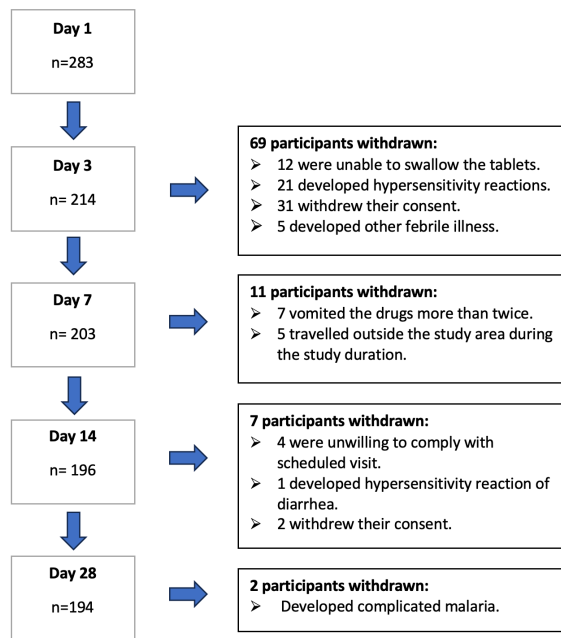 Day 1
n=283
Day 3
n= 214
69 participants withdrawn:
➢ 12 were unable to swallow the tablets.
➢ 21 developed hypersensitivity reactions.
➢ 31 withdrew their consent.
➢ 5 developed other febrile illness.
Day 7
n= 203
11 participants withdrawn:
➢ 7 vomited the drugs more than twice.
➢ 5 travelled outside the study area during
the study duration.
Day 14
n= 196
7 participants withdrawn:
➢ 4 were unwilling to comply with
scheduled visit.
➢ 1 developed hypersensitivity reaction of
diarrhea.
➢ 2 withdrew their consent.
Day 28
n=194
2 participants withdrawn:
➢ Developed complicated malaria.